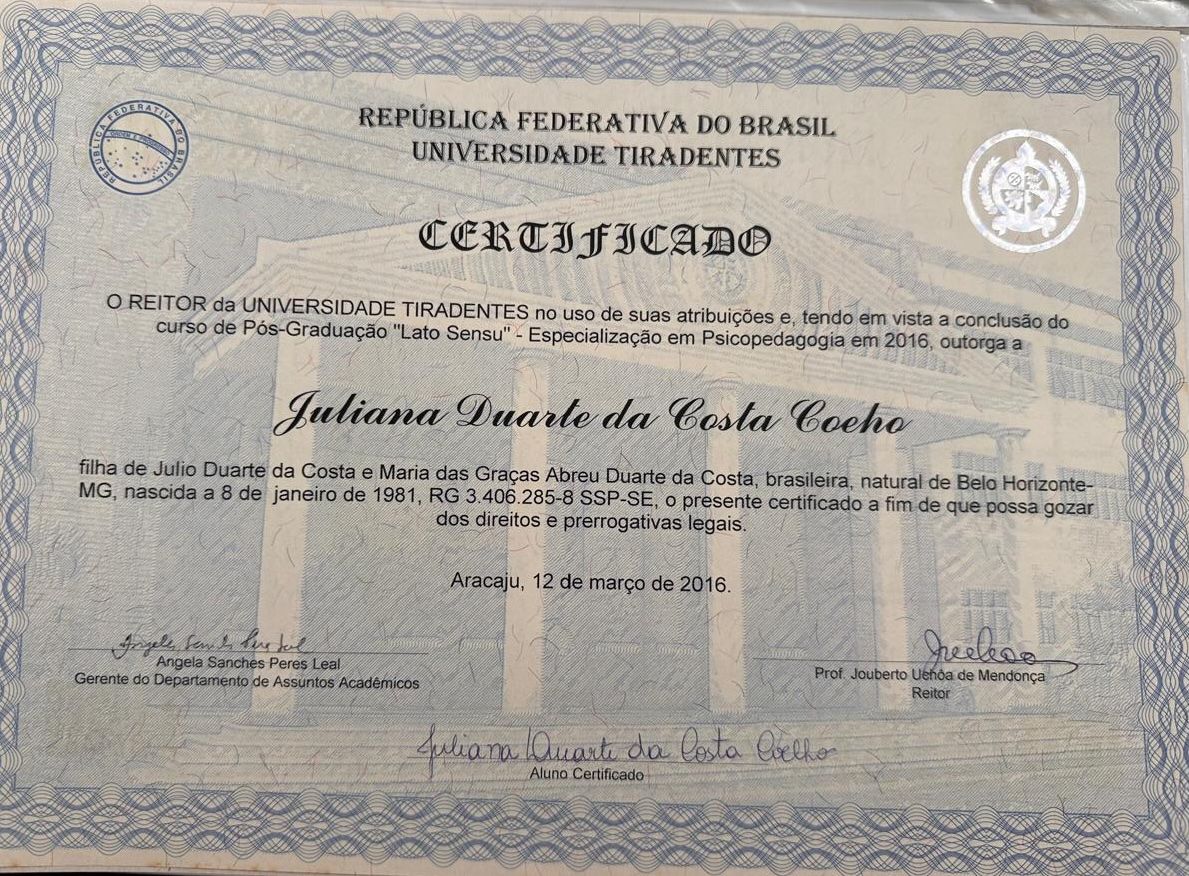 REPÚBLICA FEDERATIVA DO BRASIL
UNIVERSIDADE TIRADENTES
REPÚBLICA FEDERATIVA DO BRASIL
CERTIFICADO
O REITOR da UNIVERSIDADE TIRADENTES no uso de suas atribuições e, tendo em vista a conclusão do
curso de Pós-Graduação "Lato Sensu" - Especialização em Psicopedagogia em 2016, outorga a
Juliana Duarte da Costa Coeho
filha de Julio Duarte da Costa e Maria das Graças Abreu Duarte da Costa, brasileira, natural de Belo Horizonte-
MG, nascida a 8 de janeiro de 1981, RG 3.406.285-8 SSP-SE, o presente certificado a fim de que possa gozar
dos direitos e prerrogativas legais.
Aracaju, 12 de março de 2016.
Angela Sanches Peres Leal
Gerente do Departamento de Assuntos Acadêmicos
Prof. Jouberto Uchôa de Mendonça
Reitor
Juliana Duarte da Costa Coelho
Aluno Certificado